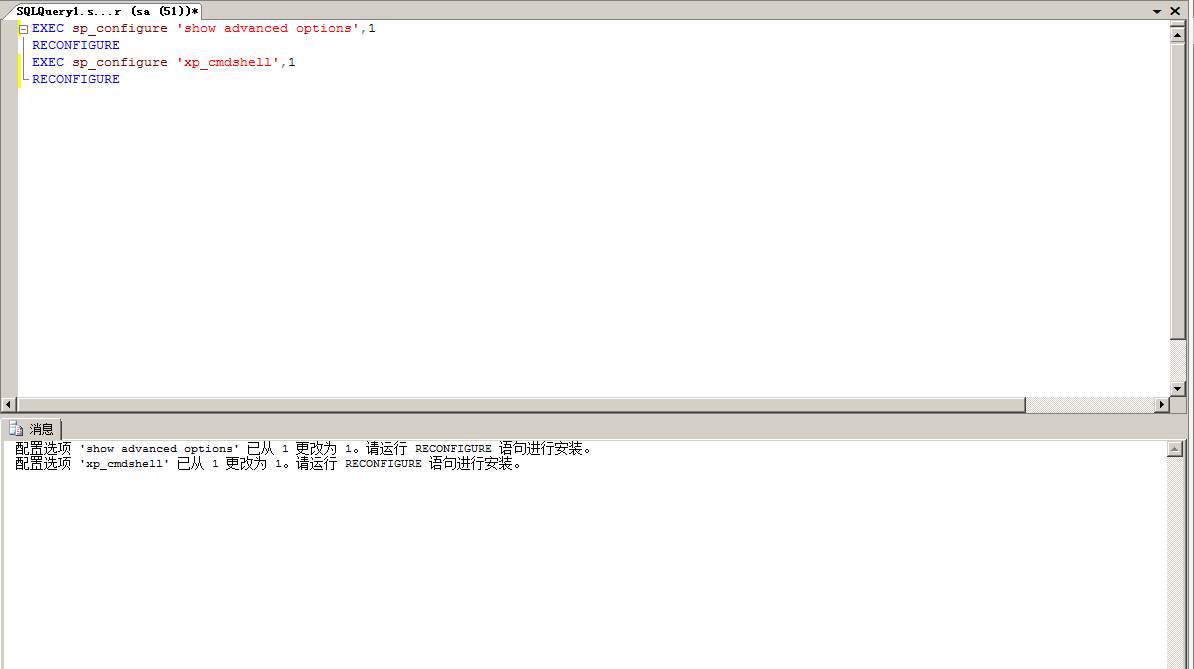 SQLQuery1.s...r (sa (51))*
EXEC sp_configure 'show advanced options',1
RECONFIGURE
EXEC sp_configure 'xp_cmdshell',1
RECONFIGURE
消息
配置选项 'show advanced options' 已从 1 更改为 1。请运行 RECONFIGURE 语句进行安装。
配置选项 'xp_cmdshell' 已从 1 更改为 1。请运行 RECONFIGURE 语句进行安装。